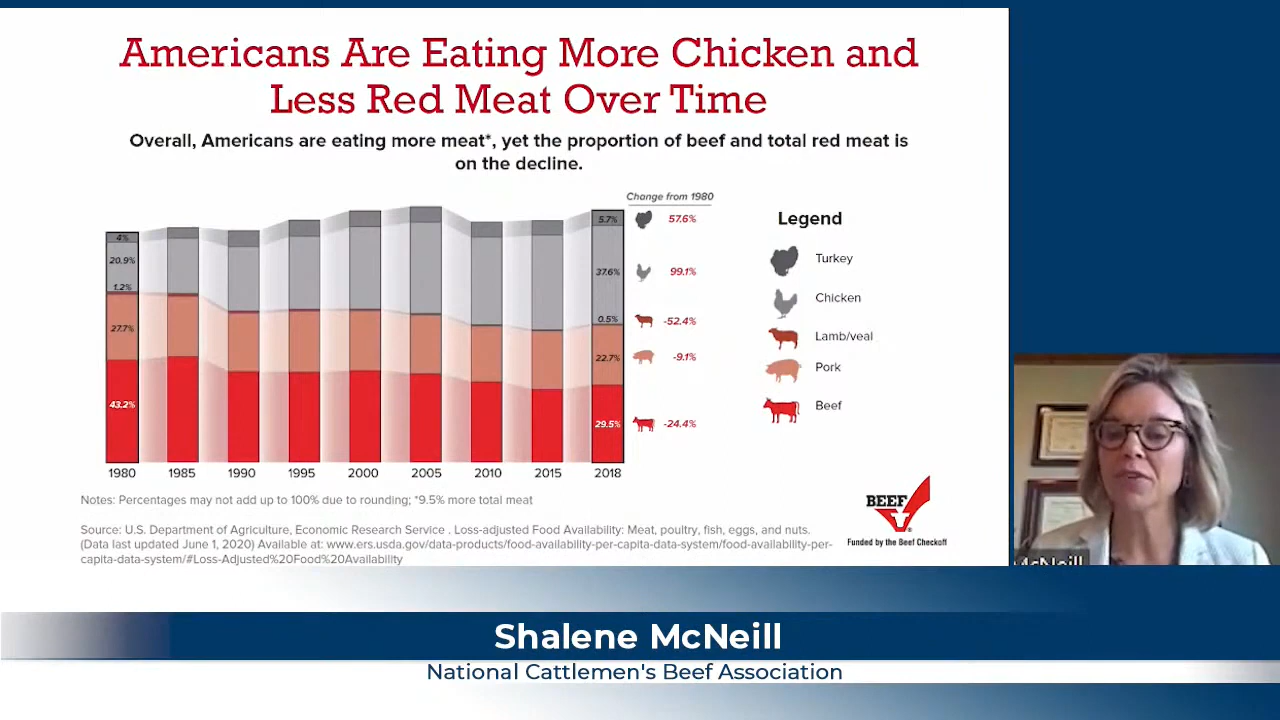 Americans Are Eating More Chicken and
Less Red Meat Over Time
Overall, Americans are eating more meat*, yet the proportion of beef and total red meat is
on the decline.
Change from 1980
4%
20.9%
1.2%
27.7%
43.2%
5.7%
37.6%
0.5%
22.7%
29.5%
57.6%
99.1%
-52.4%
-9.1%
-24.4%
1980 1985 1990 1995 2000 2005 2010 2015 2018
Legend
Turkey
Chicken
Lamb/veal
Pork
Beef
Notes: Percentages may not add up to 100% due to rounding; *9.5% more total meat
Source: U.S. Department of Agriculture, Economic Research Service . Loss-adjusted Food Availability: Meat, poultry, fish, eggs, and nuts.
(Data last updated June 1, 2020) Available at: www.ers.usda.gov/data-products/food-availability-per-capita-data-system/food-availability-per-
capita-data-system/#Loss-Adjusted%20Food%20Availability
BEEF
Funded by the Beef Checkoff
McNeill
Shalene McNeill
National Cattlemen's Beef Association